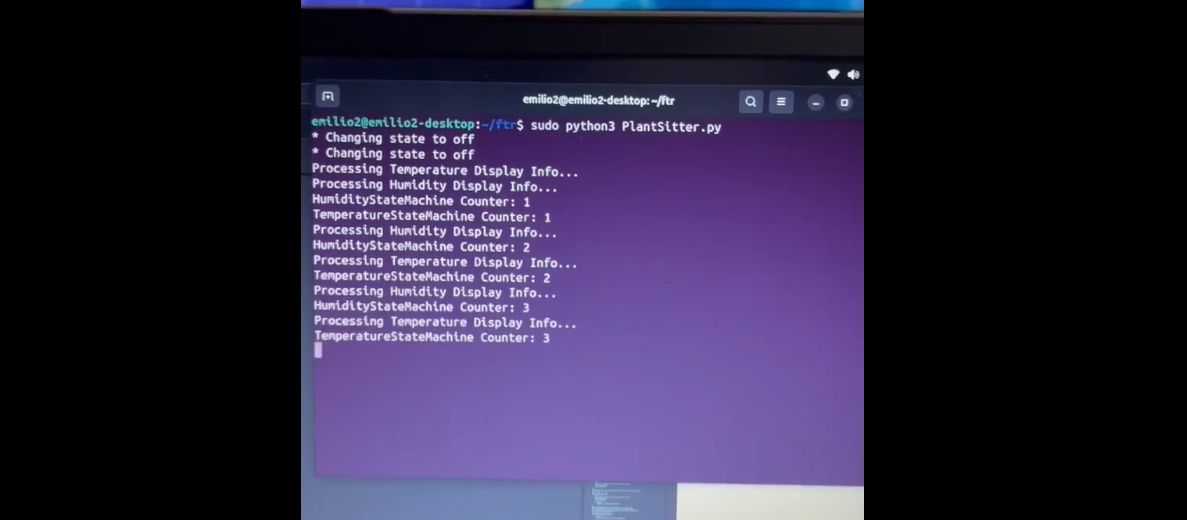 emilio2@emilio2-desktop: ~/ftr
emilio2@emilio2-desktop:~/ftr$ sudo python3 PlantSitter.py
* Changing state to off
* Changing state to off
Processing Temperature Display Info...
Processing Humidity Display Info...
HumidityStateMachine Counter: 1
TemperatureStateMachine Counter: 1
Processing Humidity Display Info...
HumidityStateMachine Counter: 2
Processing Temperature Display Info...
TemperatureStateMachine Counter: 2
Processing Humidity Display Info...
HumidityStateMachine Counter: 3
Processing Temperature Display Info...
TemperatureStateMachine Counter: 3